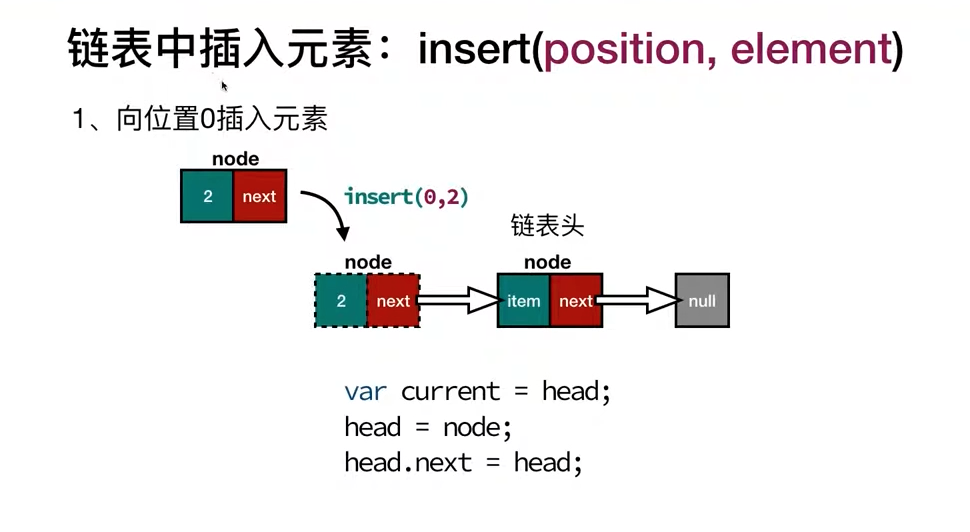 链表中插入元素：insert(position, element)
1、向位置0插入元素
node
2 next
insert(0,2)
链表头
node node
2 next item next null
var current = head;
head = node;
head.next = head;